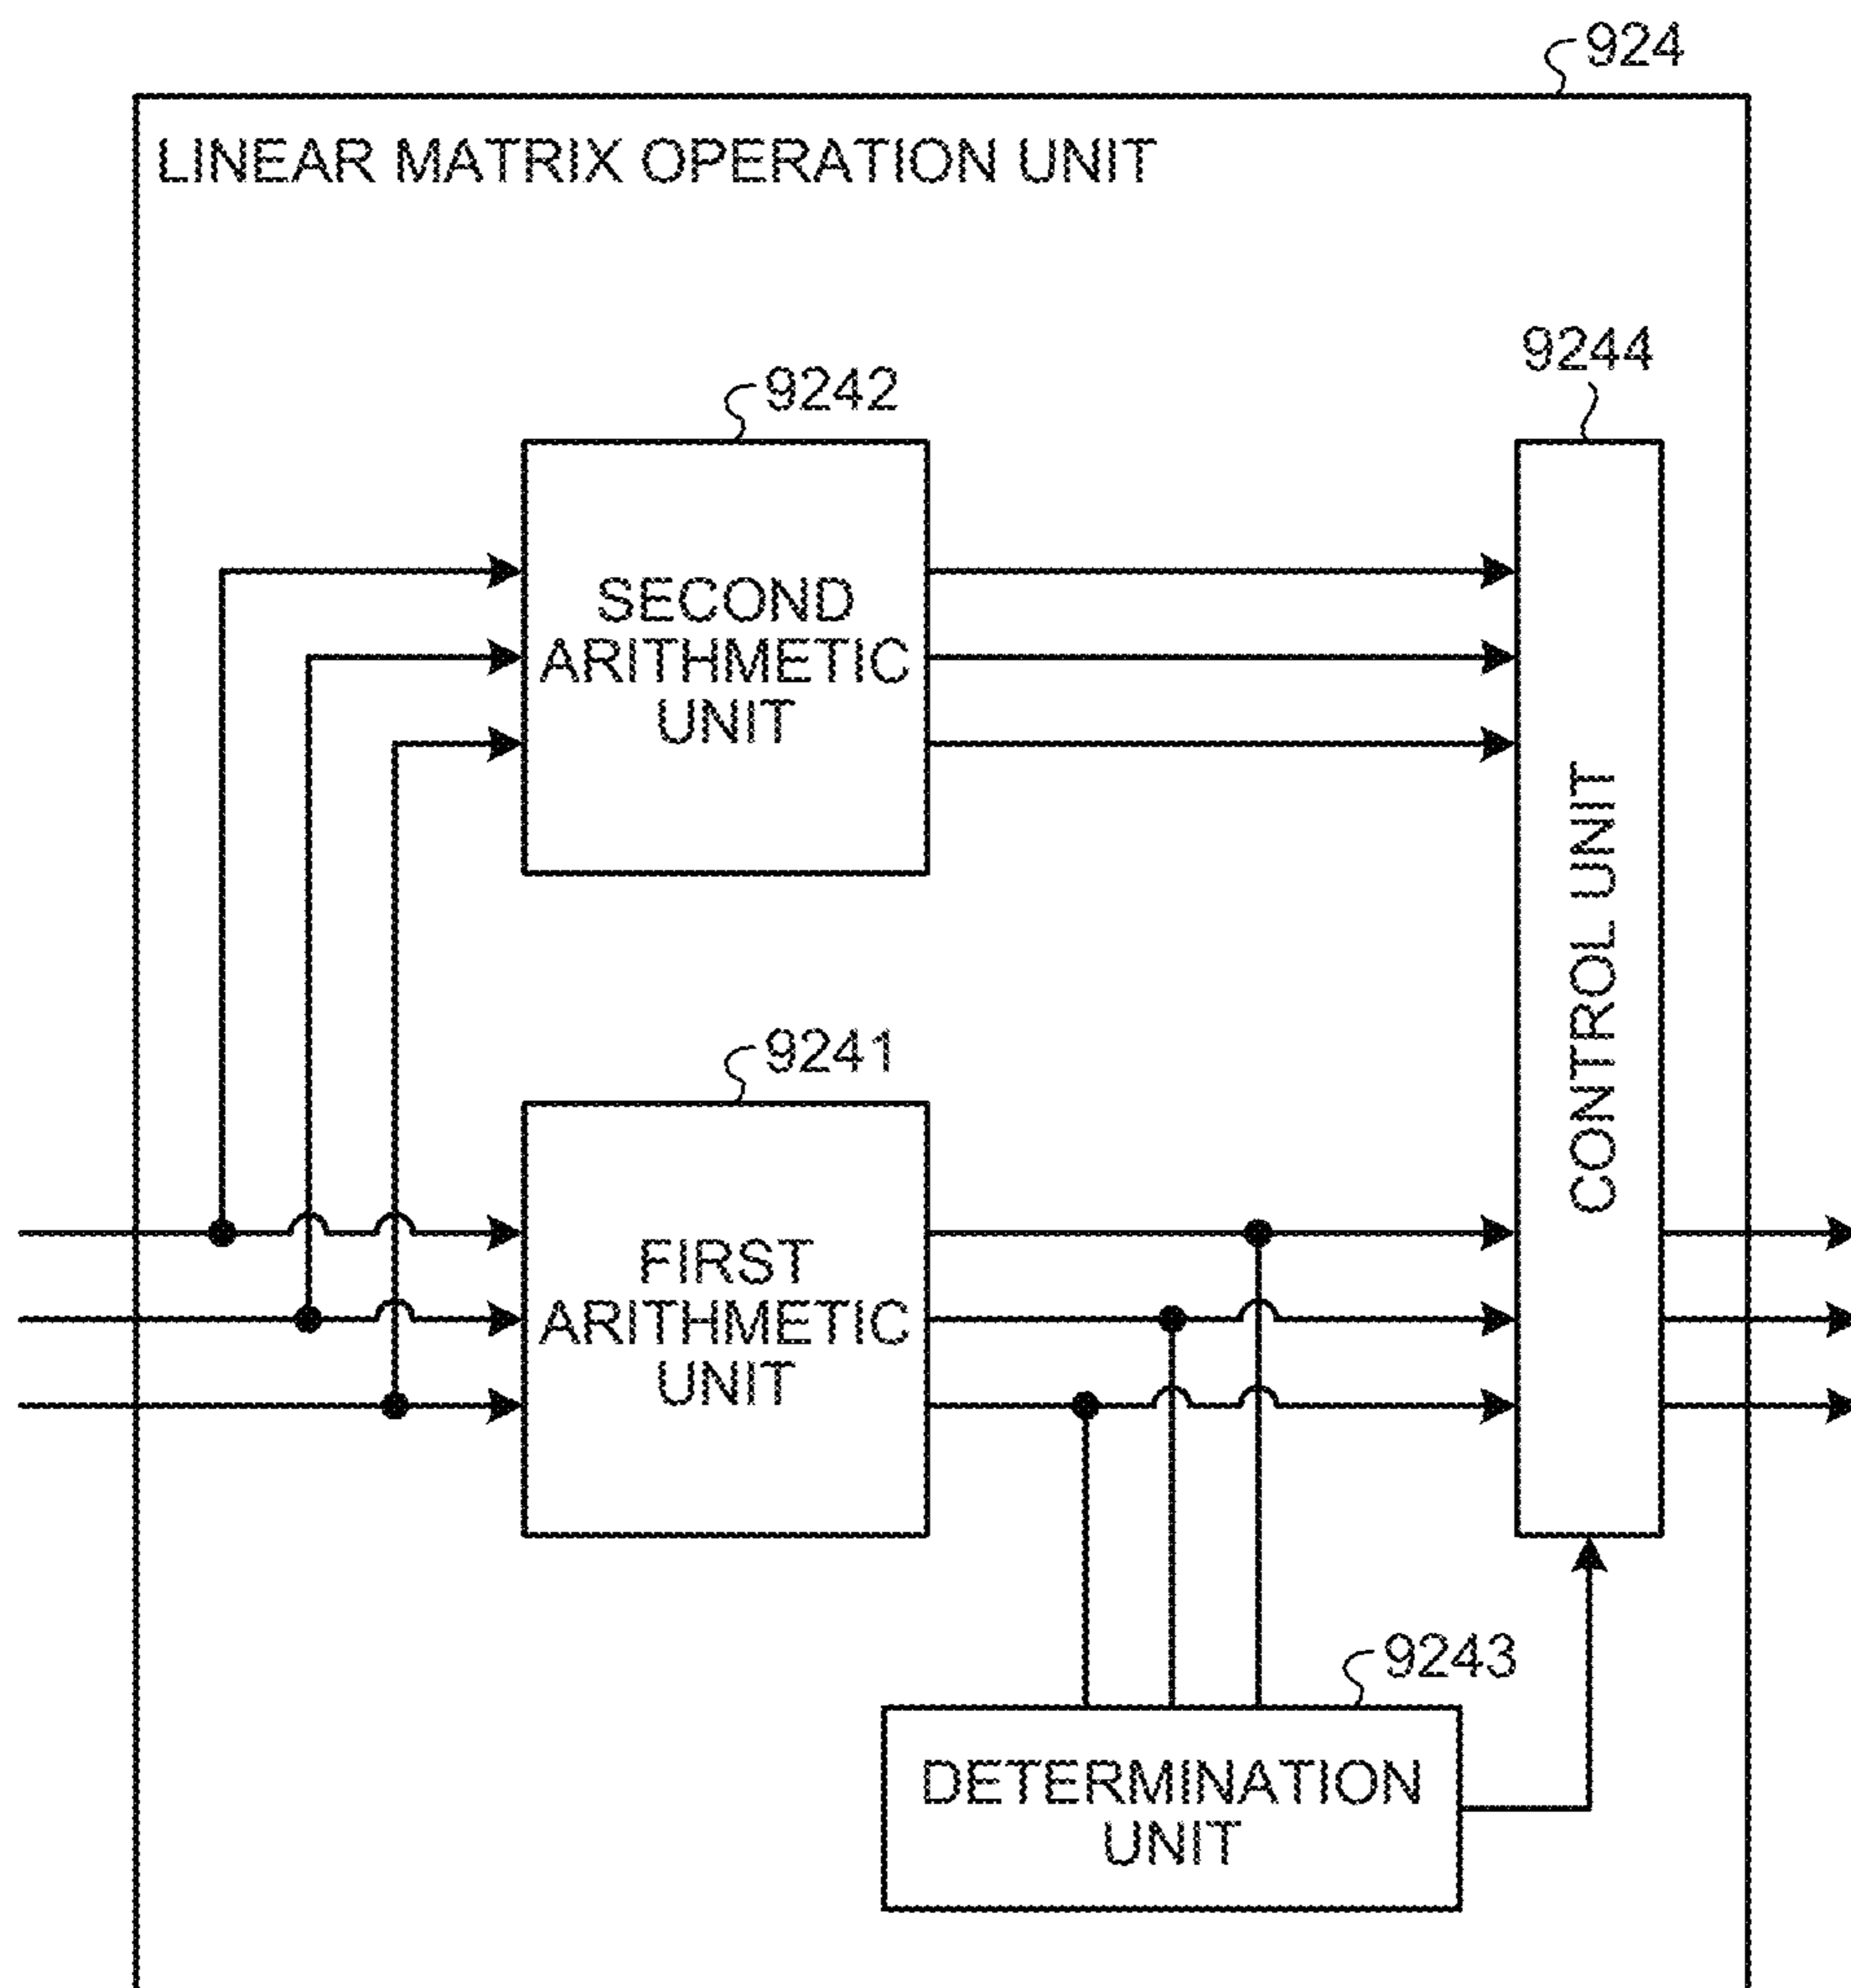 924
LINEAR MATRIX OPERATION UNIT
9244
9242
SECOND
ARITHMETIC
UNIT
CONTROL UNIT
9241
FIRST
ARITHMETIC
UNIT
9243
DETERMINATION
UNIT